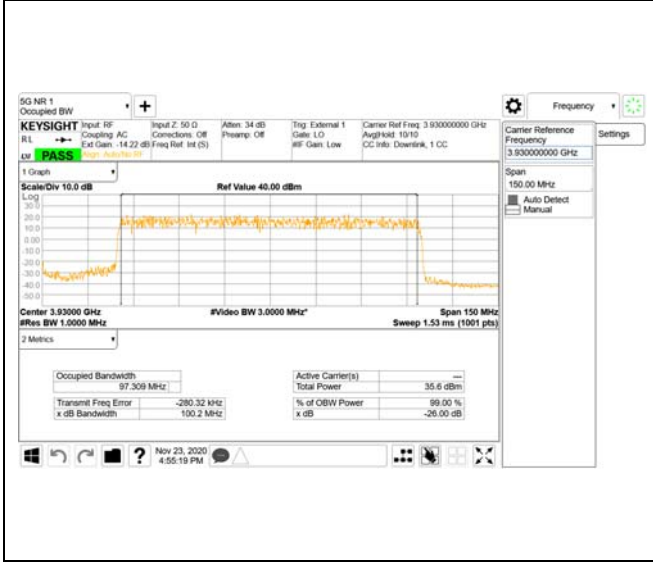 5G NR 1
Occupied BW
Frequency
KEYSIGHT
R L
PASS
Input: RF
Coupling: AC
Ext Gain: -14.22 dB
Align: Auto/No RF
Input Z: 50 Ω
Corrections: Off
Freq Ref: Int (S)
Atten: 34 dB
Preamp: Off
Trig: External 1
Gate: LO
#IF Gain: Low
Carrier Ref Freq: 3.930000000 GHz
Avg|Hold: 10/10
CC Info: Downlink, 1 CC
Carrier Reference
Frequency
3.930000000 GHz
Settings
Span
150.00 MHz
Auto Detect
Manual
1 Graph
Scale/Div 10.0 dB
Ref Value 40.00 dBm
Log
30.0
20.0
10.0
0.00
-10.0
-20.0
-30.0
-40.0
-50.0
Center 3.93000 GHz
#Video BW 3.0000 MHz*
Span 150 MHz
#Res BW 1.0000 MHz
Sweep 1.53 ms (1001 pts)
2 Metrics
Occupied Bandwidth
97.309 MHz
Transmit Freq Error -280.32 kHz
x dB Bandwidth 100.2 MHz
Active Carrier(s) ---
Total Power 35.6 dBm
% of OBW Power 99.00 %
x dB -26.00 dB
?
Nov 23, 2020
4:55:19 PM